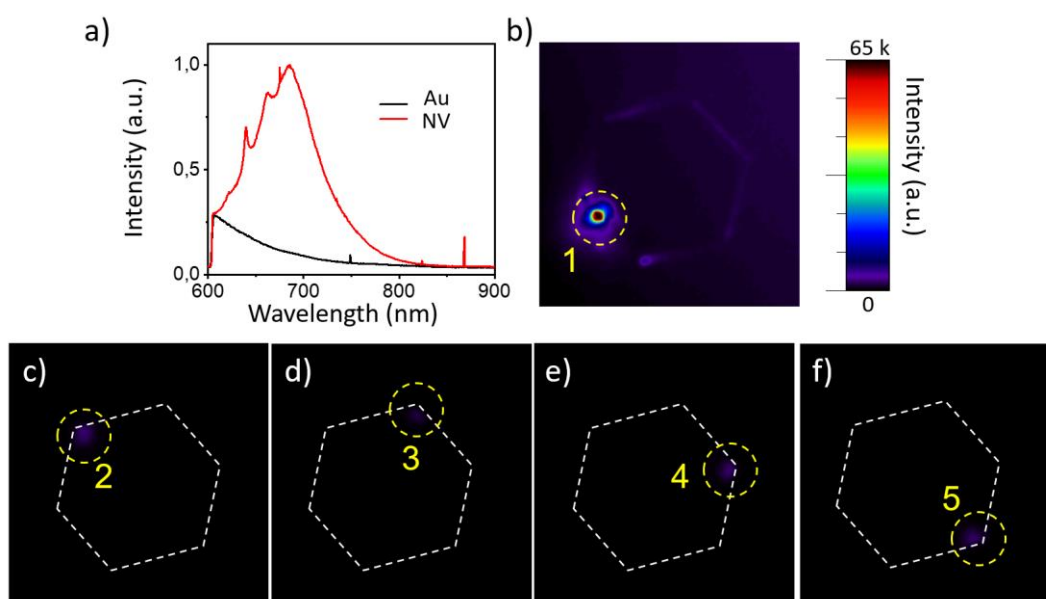 a)
1,0
0,5
0,0
Intensity (a.u.)
Au
NV
600
700
800
900
Wavelength (nm)
b)
1
65 k
0
Intensity (a.u.)
c)
2
d)
3
e)
4
f)
5